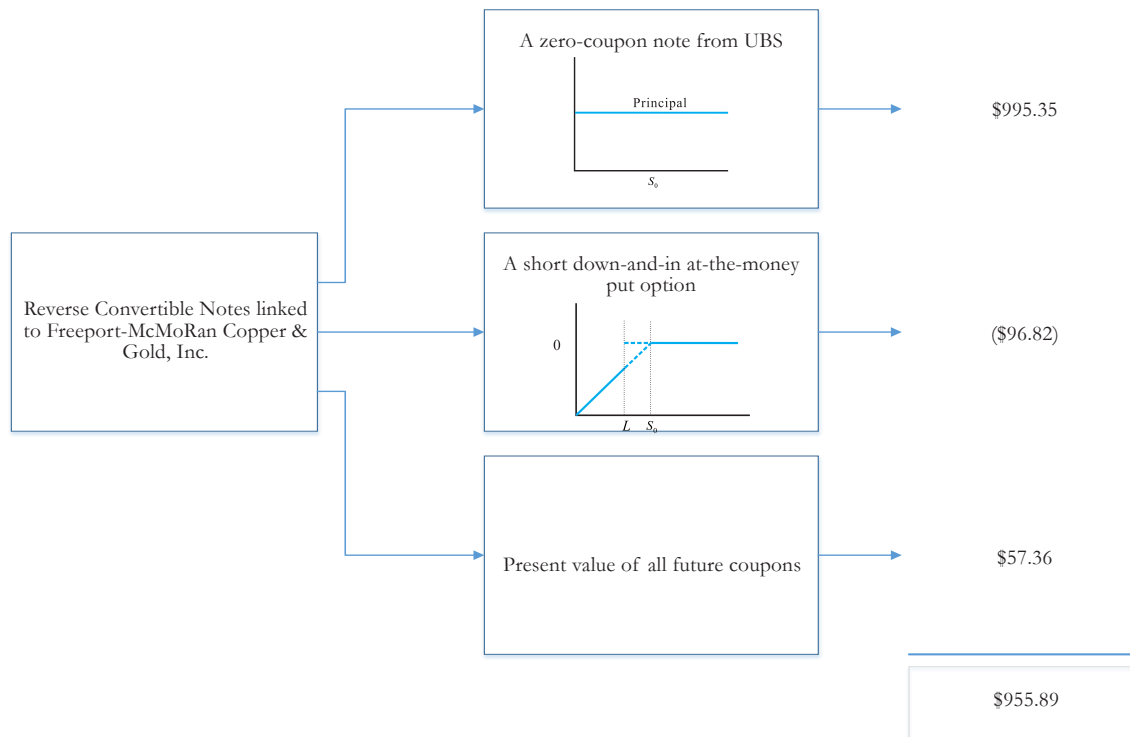 A zero-coupon note from UBS
Principal
S₀
$995.35
Reverse Convertible Notes linked
to Freeport-McMoRan Copper &
Gold, Inc.
A short down-and-in at-the-money
put option
0
L S₀
($96.82)
Present value of all future coupons
$57.36
$955.89